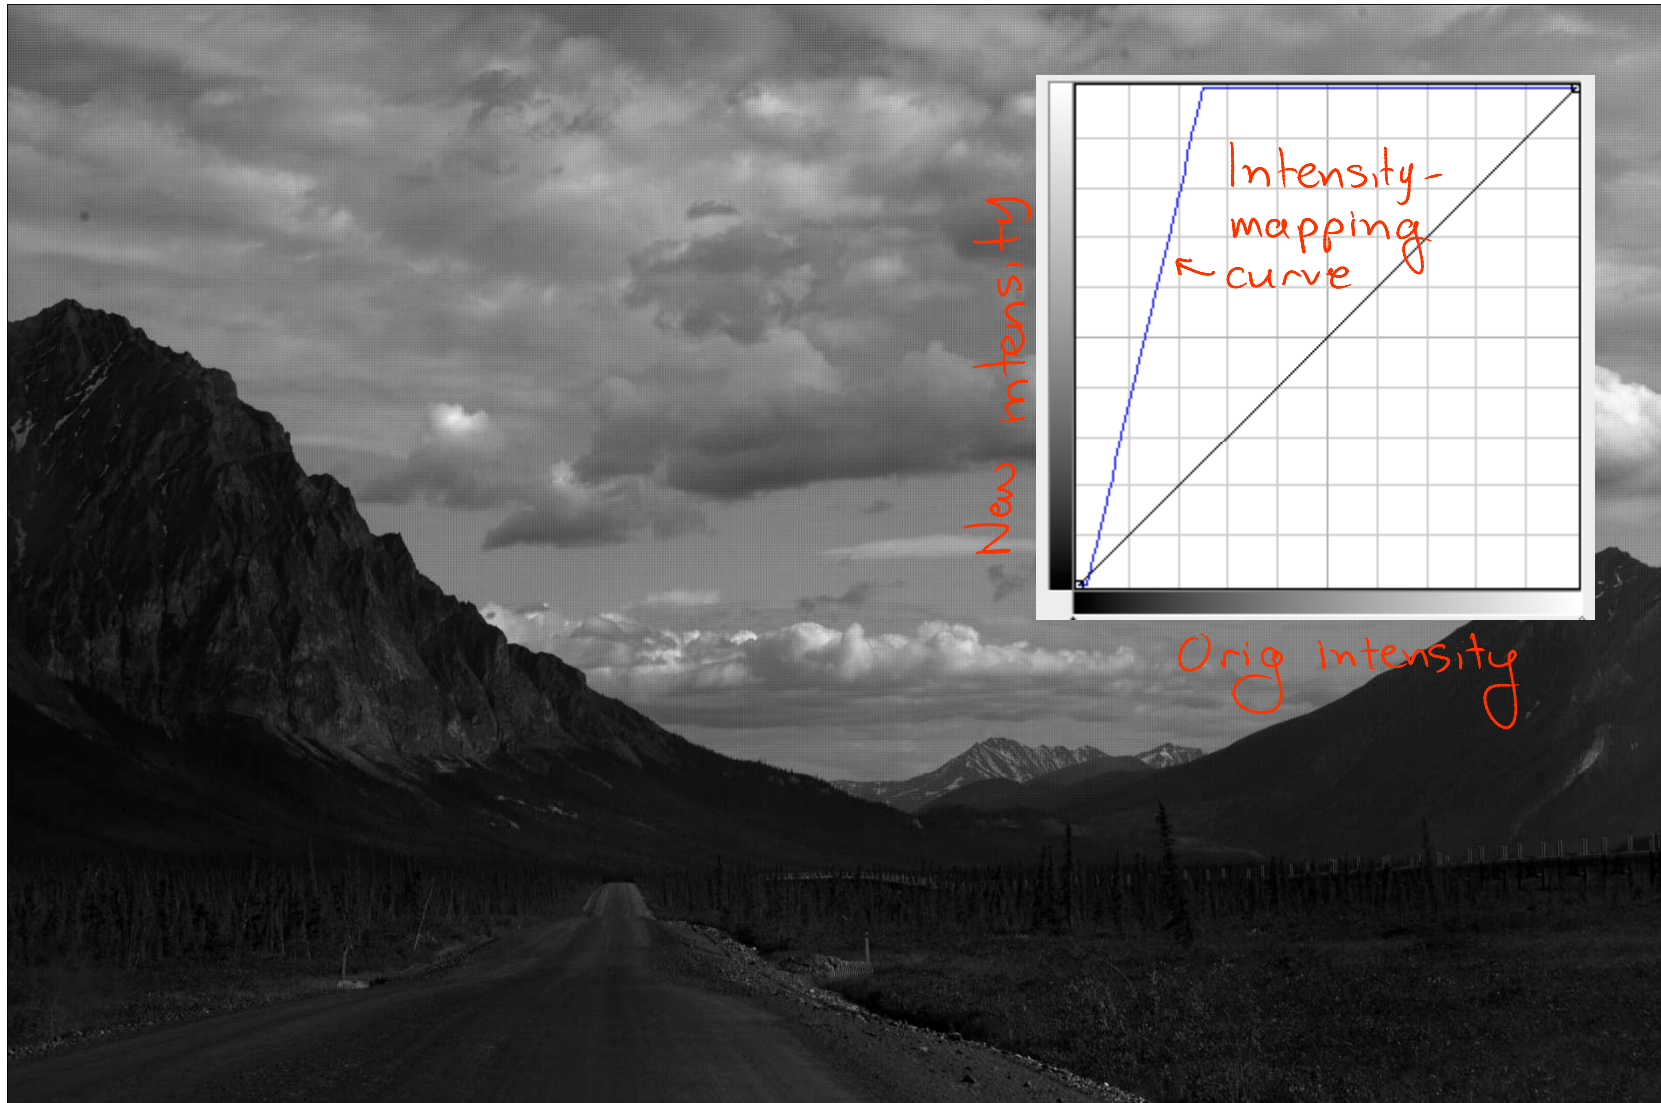 Intensity-
mapping
curve
New intensity
Orig intensity